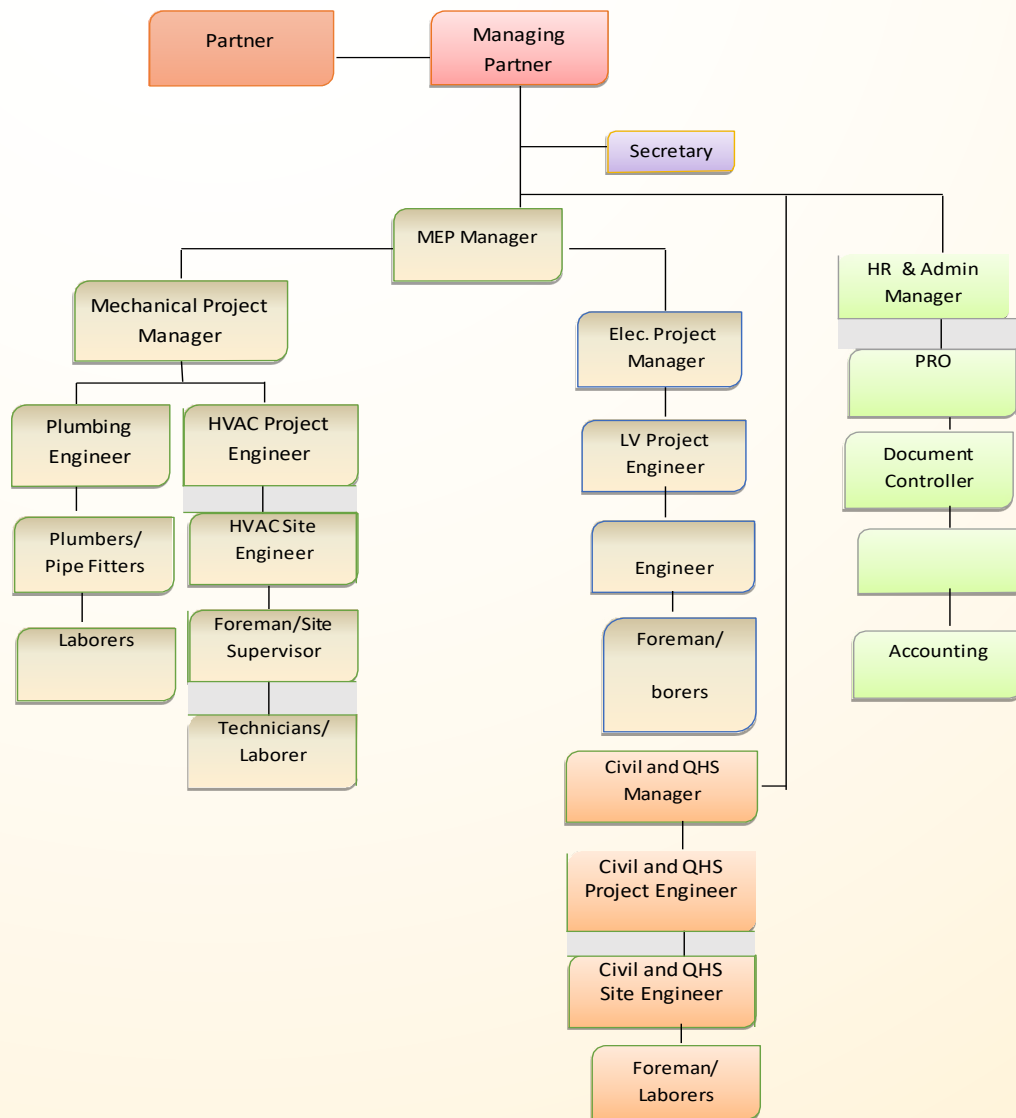 Partner
Managing
Partner
Secretary
MEP Manager
HR & Admin
Manager
Mechanical Project
Manager
Elec. Project
Manager
PRO
Plumbing
Engineer
HVAC Project
Engineer
LV Project
Engineer
Document
Controller
Plumbers/
Pipe Fitters
HVAC Site
Engineer
Engineer
Laborers
Foreman/Site
Supervisor
Foreman/
borers
Accounting
Technicians/
Laborer
Civil and QHS
Manager
Civil and QHS
Project Engineer
Civil and QHS
Site Engineer
Foreman/
Laborers